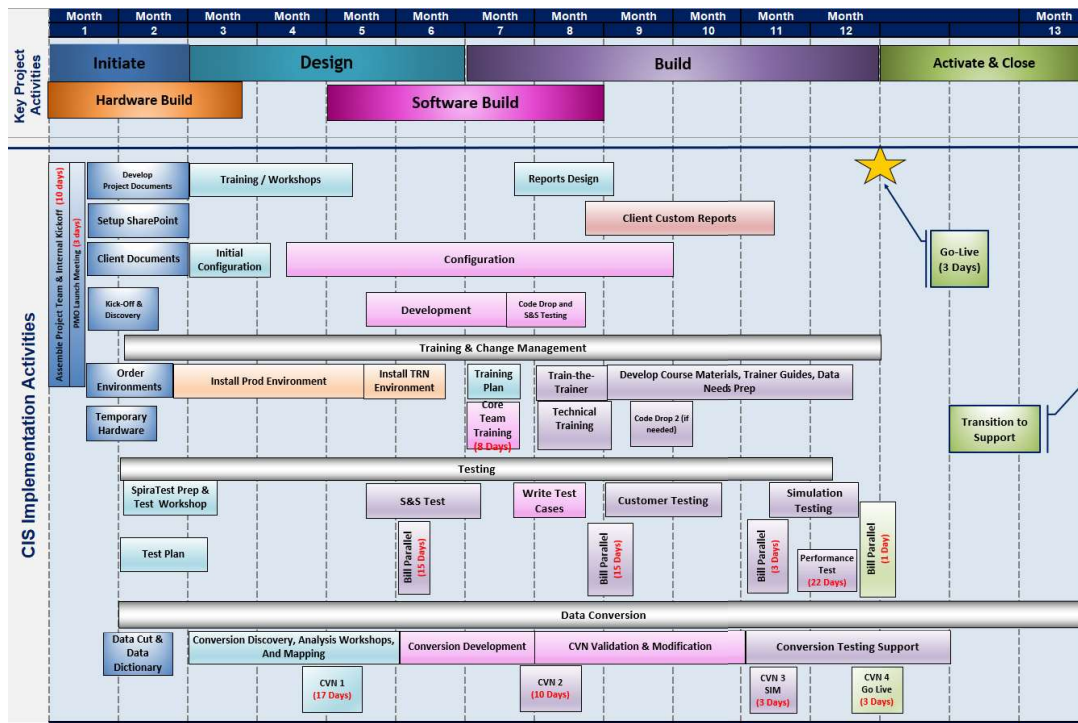 Month Month Month Month Month Month Month Month Month Month Month Month Month
1 2 3 4 5 6 7 8 9 10 11 12 13
Key Project
Activities
Initiate Design Build Activate & Close
Hardware Build Software Build
CIS Implementation Activities
Assemble Project Team & Internal Kickoff (10 days)
PMO Launch Meeting (3 days)
Develop
Project Documents
Training / Workshops
Reports Design
Setup SharePoint
Client Custom Reports
Client Documents
Initial
Configuration
Configuration
Go-Live
(3 Days)
Kick-Off &
Discovery
Development
Code Drop and
S&S Testing
Training & Change Management
Order
Environments
Install Prod Environment
Install TRN
Environment
Training
Plan
Train-the-
Trainer
Develop Course Materials, Trainer Guides, Data
Needs Prep
Temporary
Hardware
Core
Team
Training
(8 Days)
Technical
Training
Code Drop 2 (if
needed)
Transition to
Support
Testing
SpiraTest Prep &
Test Workshop
S&S Test
Write Test
Cases
Customer Testing
Simulation
Testing
Test Plan
Bill Parallel
(15 Days)
Bill Parallel
(15 Days)
Bill Parallel
(3 Days)
Performance
Test
(22 Days)
Bill Parallel
(1 Day)
Data Conversion
Data Cut &
Data
Dictionary
Conversion Discovery, Analysis Workshops,
And Mapping
Conversion Development
CVN Validation & Modification
Conversion Testing Support
CVN 1
(17 Days)
CVN 2
(10 Days)
CVN 3
SIM
(3 Days)
CVN 4
Go Live
(3 Days)